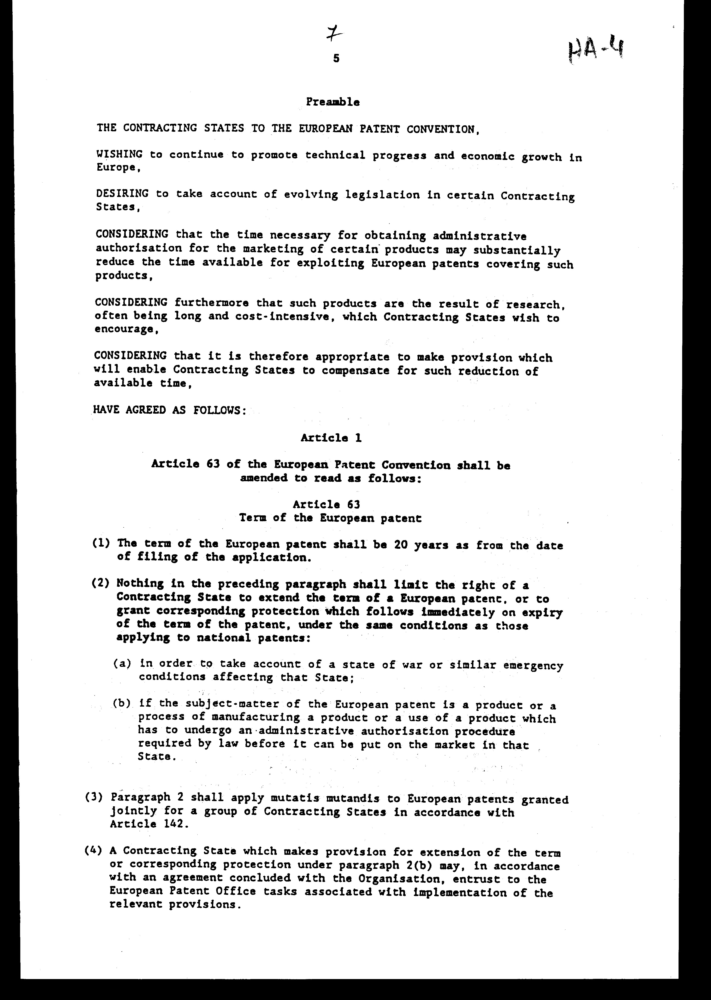 7
HA-4
5
Preamble
THE CONTRACTING STATES TO THE EUROPEAN PATENT CONVENTION,
WISHING to continue to promote technical progress and economic growth in
Europe,
DESIRING to take account of evolving legislation in certain Contracting
States,
CONSIDERING that the time necessary for obtaining administrative
authorisation for the marketing of certain products may substantially
reduce the time available for exploiting European patents covering such
products,
CONSIDERING furthermore that such products are the result of research,
often being long and cost-intensive, which Contracting States wish to
encourage,
CONSIDERING that it is therefore appropriate to make provision which
will enable Contracting States to compensate for such reduction of
available time,
HAVE AGREED AS FOLLOWS:
Article 1
Article 63 of the European Patent Convention shall be
amended to read as follows:
Article 63
Term of the European patent
(1) The term of the European patent shall be 20 years as from the date
of filing of the application.
(2) Nothing in the preceding paragraph shall limit the right of a
Contracting State to extend the term of a European patent, or to
grant corresponding protection which follows immediately on expiry
of the term of the patent, under the same conditions as those
applying to national patents:
(a) in order to take account of a state of war or similar emergency
conditions affecting that State;
(b) if the subject-matter of the European patent is a product or a
process of manufacturing a product or a use of a product which
has to undergo an administrative authorisation procedure
required by law before it can be put on the market in that
State.
(3) Paragraph 2 shall apply mutatis mutandis to European patents granted
jointly for a group of Contracting States in accordance with
Article 142.
(4) A Contracting State which makes provision for extension of the term
or corresponding protection under paragraph 2(b) may, in accordance
with an agreement concluded with the Organisation, entrust to the
European Patent Office tasks associated with implementation of the
relevant provisions.